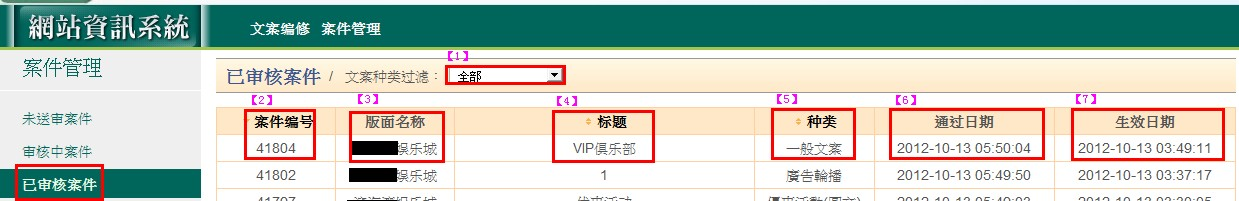 網站資訊系統
文案编修 案件管理
案件管理
未送審案件
審核中案件
已審核案件
【1】
已審核案件 / 文案种类过滤： 全部
【2】 【3】 【4】 【5】 【6】 【7】
案件编号 版面名称 标题 种类 通过日期 生效日期
41804 娱乐城 VIP俱乐部 一般文案 2012-10-13 05:50:04 2012-10-13 03:49:11
41802 娱乐城 1 廣告輪播 2012-10-13 05:49:50 2012-10-13 03:37:17